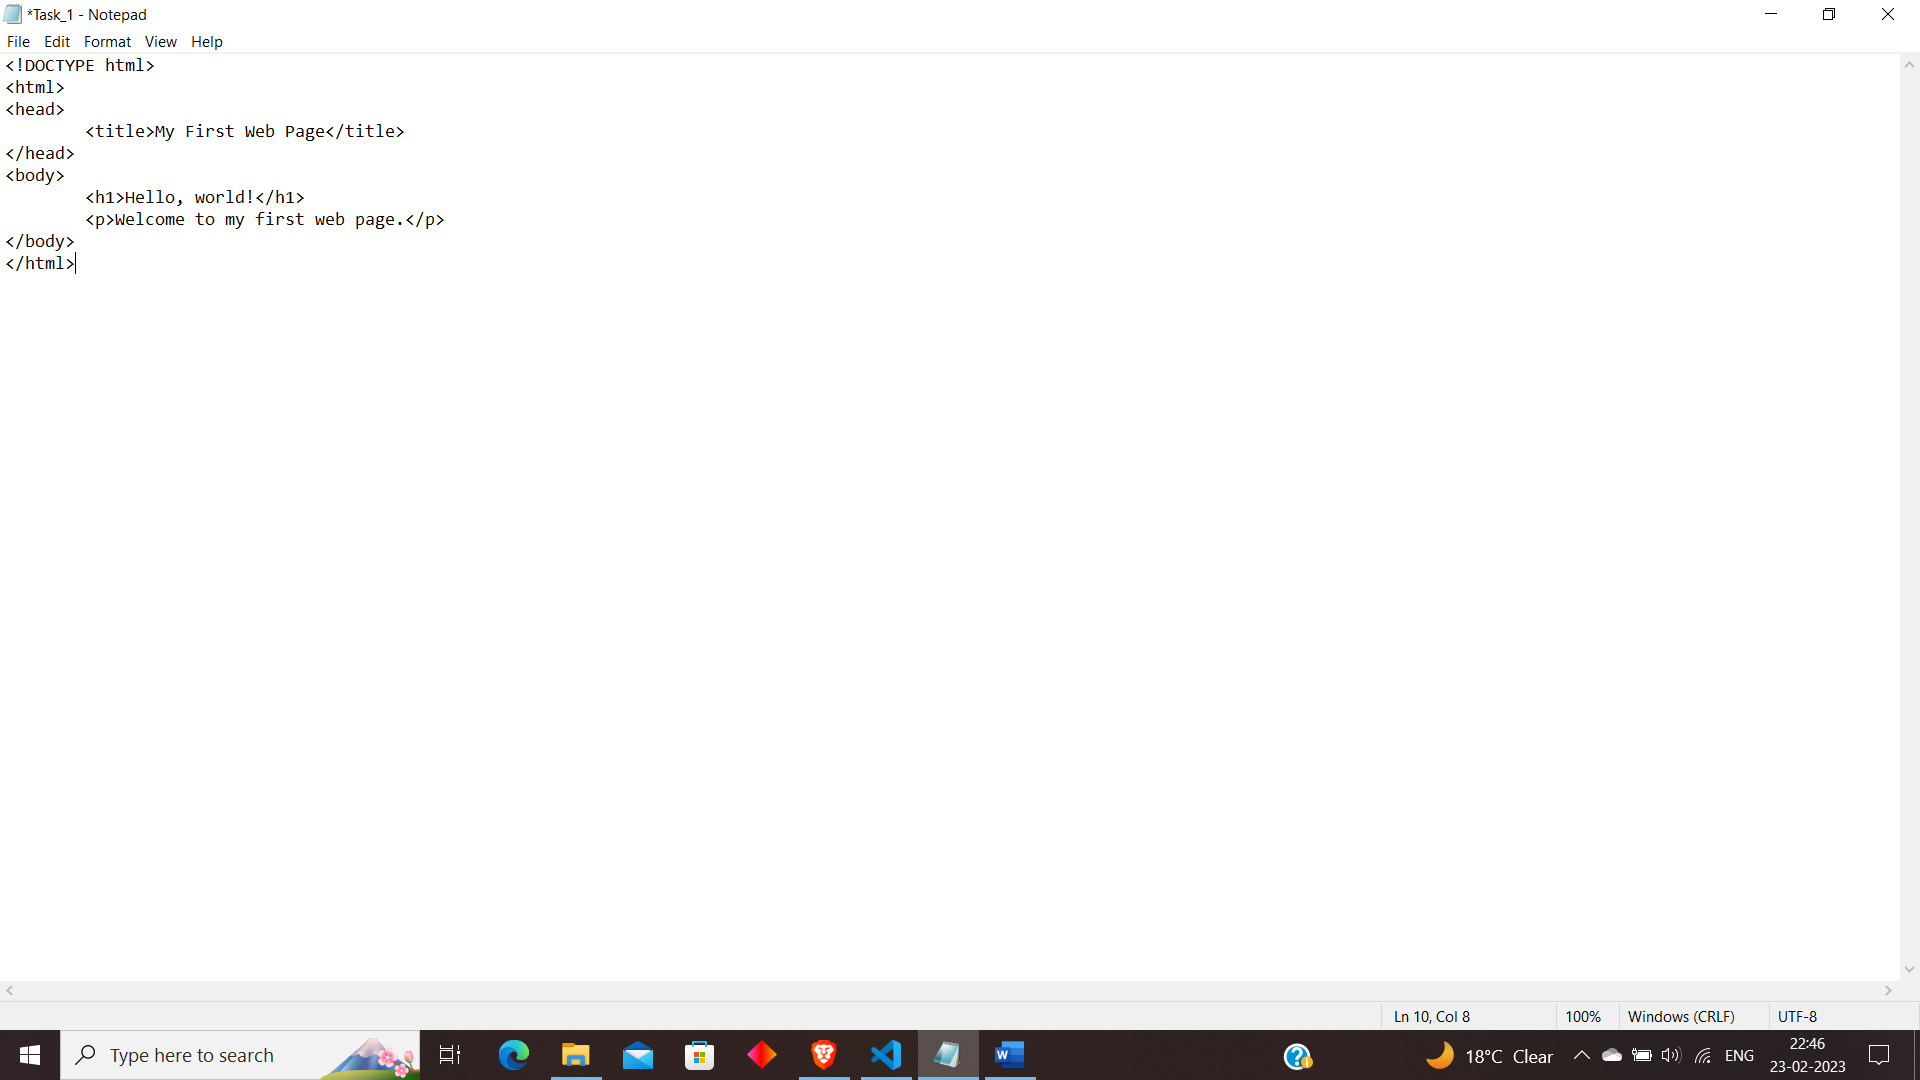 *Task_1 - Notepad
File Edit Format View Help
<!DOCTYPE html>
<html>
<head>
        <title>My First Web Page</title>
</head>
<body>
        <h1>Hello, world!</h1>
        <p>Welcome to my first web page.</p>
</body>
</html>
Ln 10, Col 8 100% Windows (CRLF) UTF-8
Type here to search
18°C Clear
ENG
22:46
23-02-2023